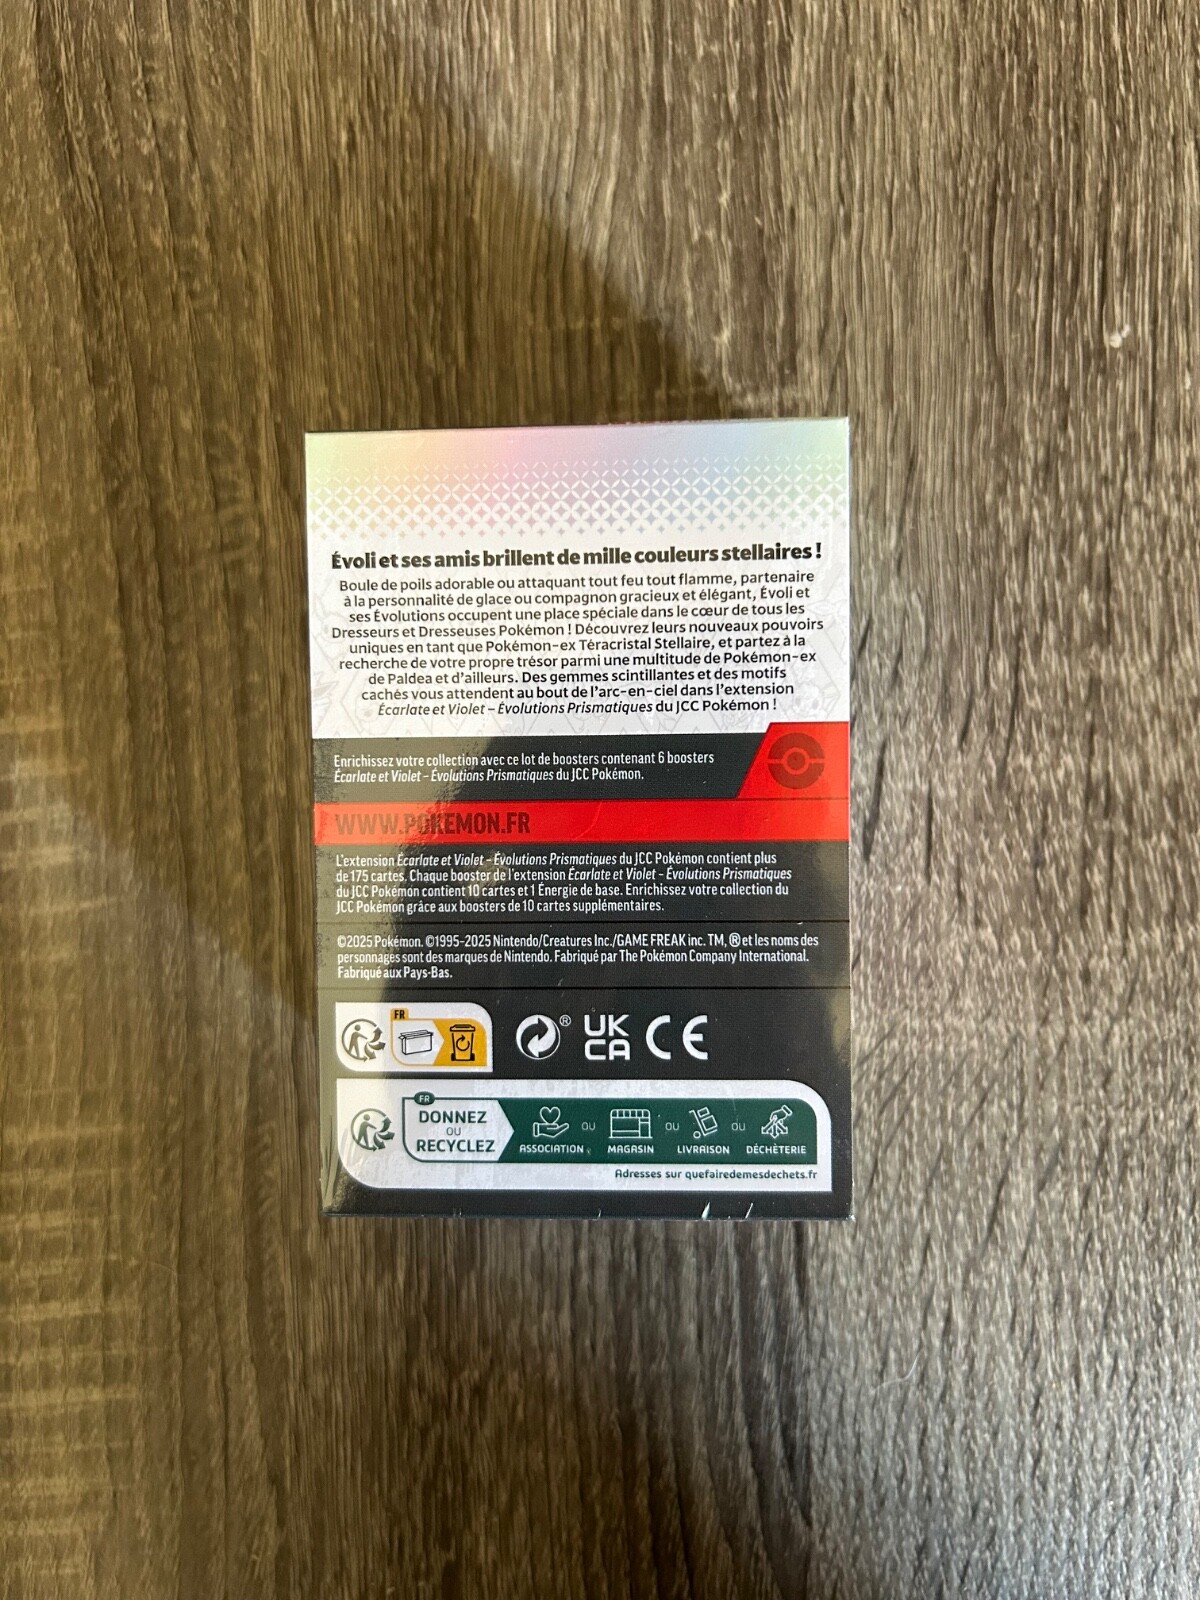 Évoli et ses amis brillent de mille couleurs stellaires !
Boule de poils adorable ou attaquant tout feu tout flamme, partenaire
à la personnalité de glace ou compagnon gracieux et élégant, Évoli et
ses Évolutions occupent une place spéciale dans le cœur de tous les
Dresseurs et Dresseuses Pokémon ! Découvrez leurs nouveaux pouvoirs
uniques en tant que Pokémon-ex Téracristal Stellaire, et partez à la
recherche de votre propre trésor parmi une multitude de Pokémon-ex
de Paldea et d'ailleurs. Des gemmes scintillantes et des motifs
cachés vous attendent au bout de l'arc-en-ciel dans l'extension
Écarlate et Violet – Évolutions Prismatiques du JCC Pokémon !
Enrichissez votre collection avec ce lot de boosters contenant 6 boosters
Écarlate et Violet – Évolutions Prismatiques du JCC Pokémon.
WWW.POKEMON.FR
L'extension Écarlate et Violet – Évolutions Prismatiques du JCC Pokémon contient plus
de 175 cartes. Chaque booster de l'extension Écarlate et Violet – Évolutions Prismatiques
du JCC Pokémon contient 10 cartes et 1 Énergie de base. Enrichissez votre collection du
JCC Pokémon grâce aux boosters de 10 cartes supplémentaires.
©2025 Pokémon. ©1995-2025 Nintendo/Creatures Inc./GAME FREAK inc. TM, ® et les noms des
personnages sont des marques de Nintendo. Fabriqué par The Pokémon Company International.
Fabriqué aux Pays-Bas.
FR
® UK CA CE
FR
DONNEZ
OU
RECYCLEZ
ASSOCIATION OU MAGASIN OU LIVRAISON OU DÉCHÈTERIE
Adresses sur quefairedemesdechets.fr